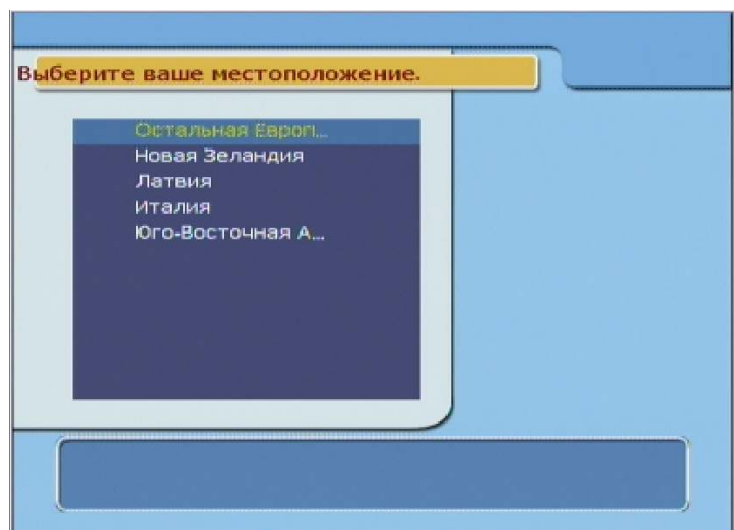 Выберите ваше местоположение.
Остальная Европ...
Новая Зеландия
Латвия
Италия
Юго-Восточная А...